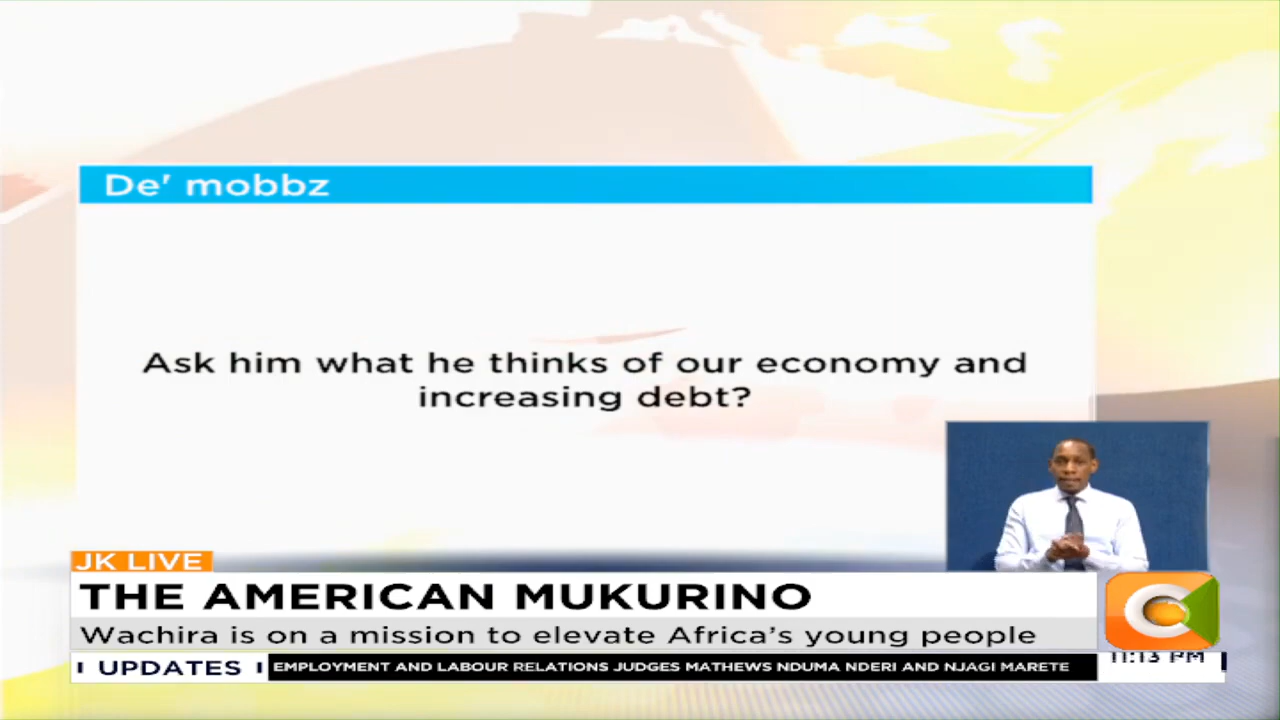 De' mobbz
Ask him what he thinks of our economy and
increasing debt?
JK LIVE
THE AMERICAN MUKURINO
Wachira is on a mission to elevate Africa's young people
UPDATES
EMPLOYMENT AND LABOUR RELATIONS JUDGES MATHEWS NDUMA NDERI AND NJAGI MARETE
11:13 PM